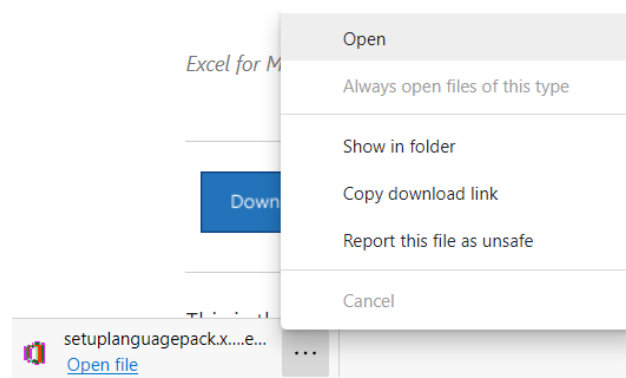 Excel for M
Open
Always open files of this type
Show in folder
Copy download link
Report this file as unsafe
Cancel
Down
setuplanguagepack.x....e...
Open file